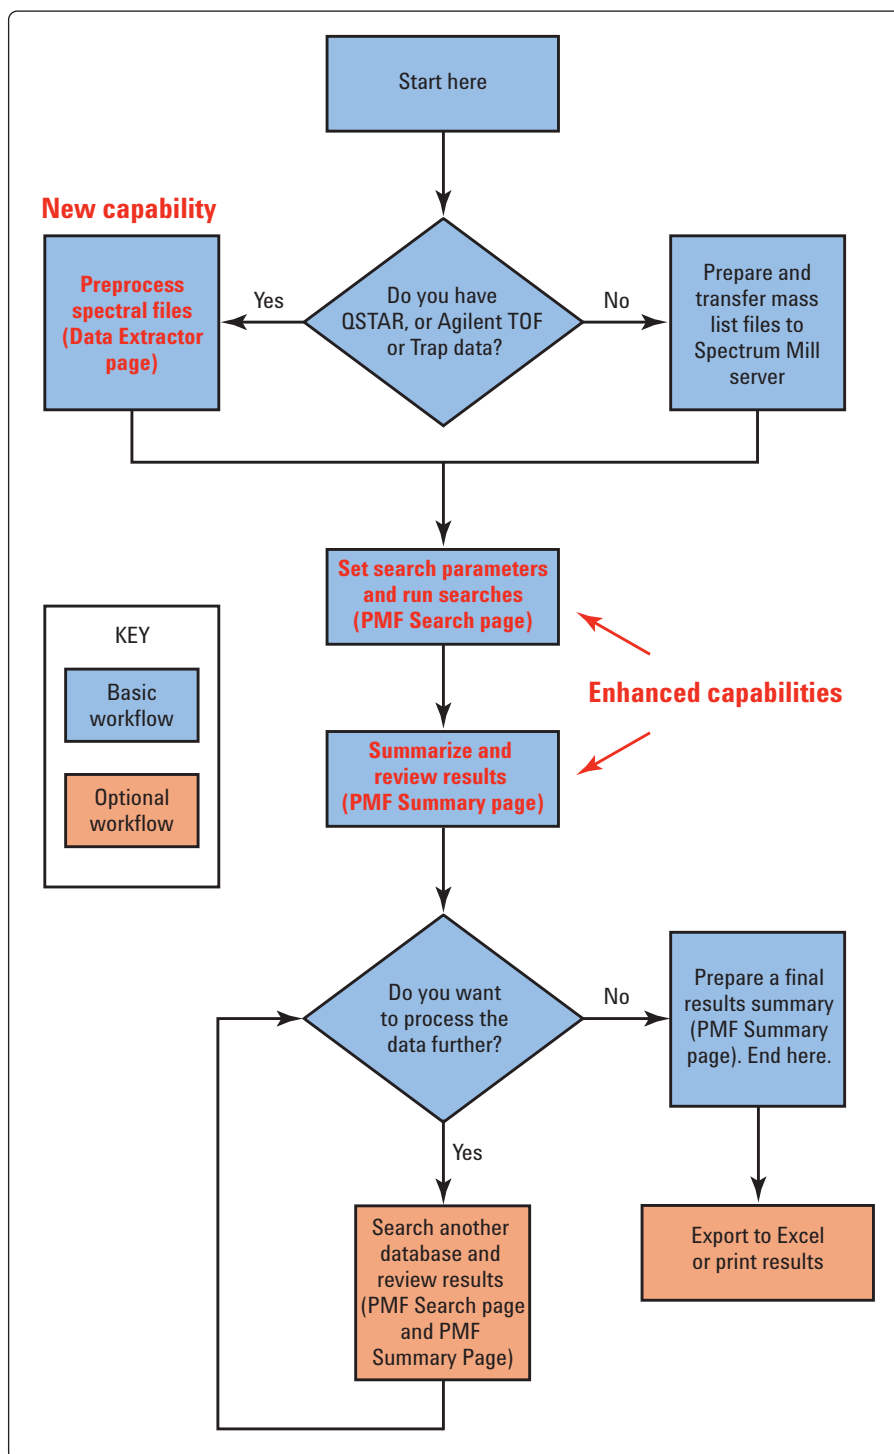 Start here
New capability
Preprocess
spectral files
(Data Extractor
page)
Yes
Do you have
QSTAR, or Agilent TOF
or Trap data?
No
Prepare and
transfer mass
list files to
Spectrum Mill
server
Set search parameters
and run searches
(PMF Search page)
KEY
Basic
workflow
Optional
workflow
Enhanced capabilities
Summarize and
review results
(PMF Summary page)
Do you want
to process the
data further?
No
Prepare a final
results summary
(PMF Summary
page). End here.
Yes
Search another
database and
review results
(PMF Search page
and PMF
Summary Page)
Export to Excel
or print results